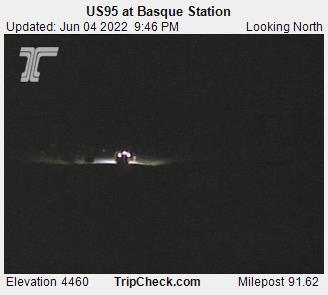 US95 at Basque Station
Updated: Jun 04 2022 9:46 PM Looking North
Elevation 4460 TripCheck.com Milepost 91.62